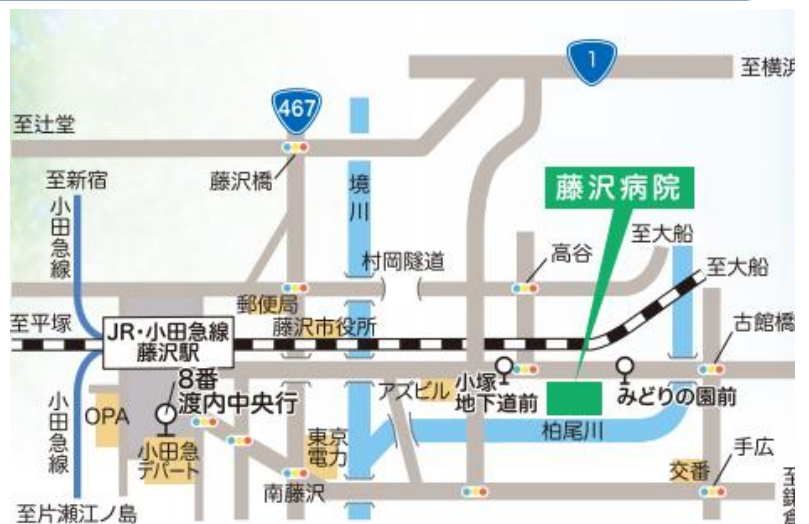 1
至横浜
467
至辻堂
至新宿
藤沢橋
境川
藤沢病院
小田急線
村岡隧道
高谷
至大船
至大船
郵便局
至平塚
JR・小田急線
藤沢駅
藤沢市役所
古館橋
8番
渡内中央行
アズビル
小塚
地下道前
みどりの園前
OPA
小田急線
小田急
デパート
東京
電力
柏尾川
手広
交番
南藤沢
至片瀬江ノ島
至鎌倉